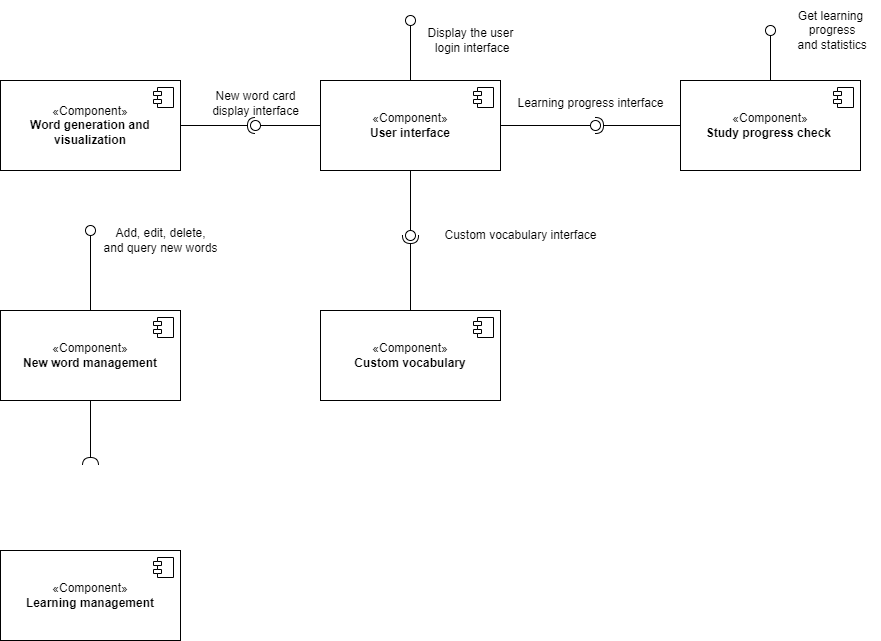 Get learning
progress
and statistics
Display the user
login interface
New word card
display interface
Learning progress interface
«Component»
Word generation and
visualization
«Component»
User interface
«Component»
Study progress check
Add, edit, delete,
and query new words
Custom vocabulary interface
«Component»
New word management
«Component»
Custom vocabulary
«Component»
Learning management